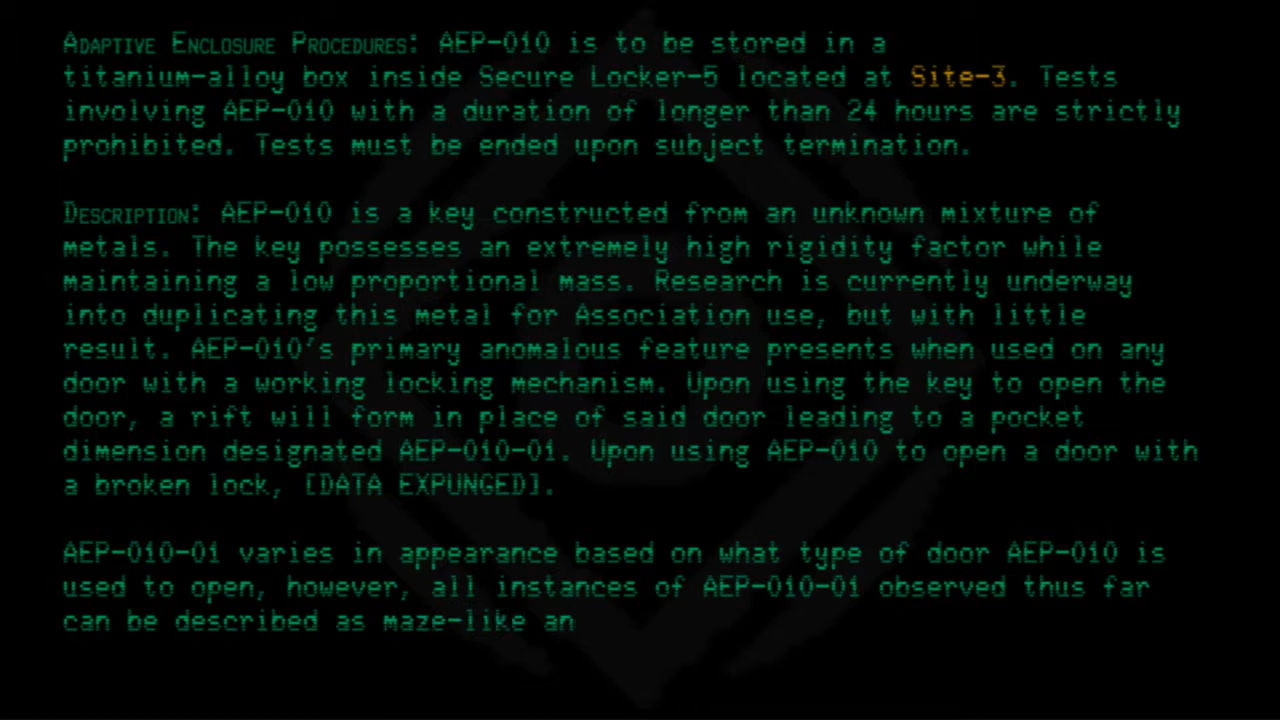 Adaptive Enclosure Procedures: AEP-010 is to be stored in a
titanium-alloy box inside Secure Locker-5 located at Site-3. Tests
involving AEP-010 with a duration of longer than 24 hours are strictly
prohibited. Tests must be ended upon subject termination.
Description: AEP-010 is a key constructed from an unknown mixture of
metals. The key possesses an extremely high rigidity factor while
maintaining a low proportional mass. Research is currently underway
into duplicating this metal for Association use, but with little
result. AEP-010's primary anomalous feature presents when used on any
door with a working locking mechanism. Upon using the key to open the
door, a rift will form in place of said door leading to a pocket
dimension designated AEP-010-01. Upon using AEP-010 to open a door with
a broken lock, [DATA EXPUNGED].
AEP-010-01 varies in appearance based on what type of door AEP-010 is
used to open, however, all instances of AEP-010-01 observed thus far
can be described as maze-like an